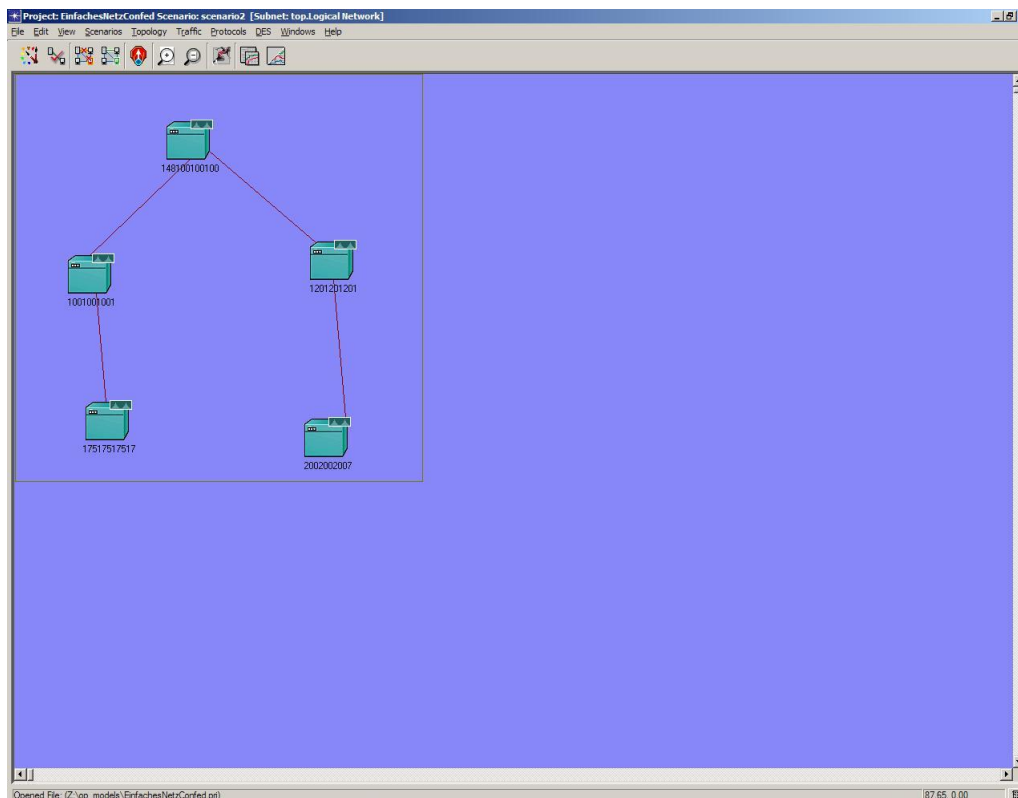 Project: EinfachesNetzConfed Scenario: scenario2 [Subnet: top.Logical Network]
File Edit View Scenarios Topology Traffic Protocols DES Windows Help
148100100100
1201201201
1001001001
17517517517
2002002007
Opened File: (Z:\op_models\EinfachesNetzConfed.prj)
87.65, 0.00